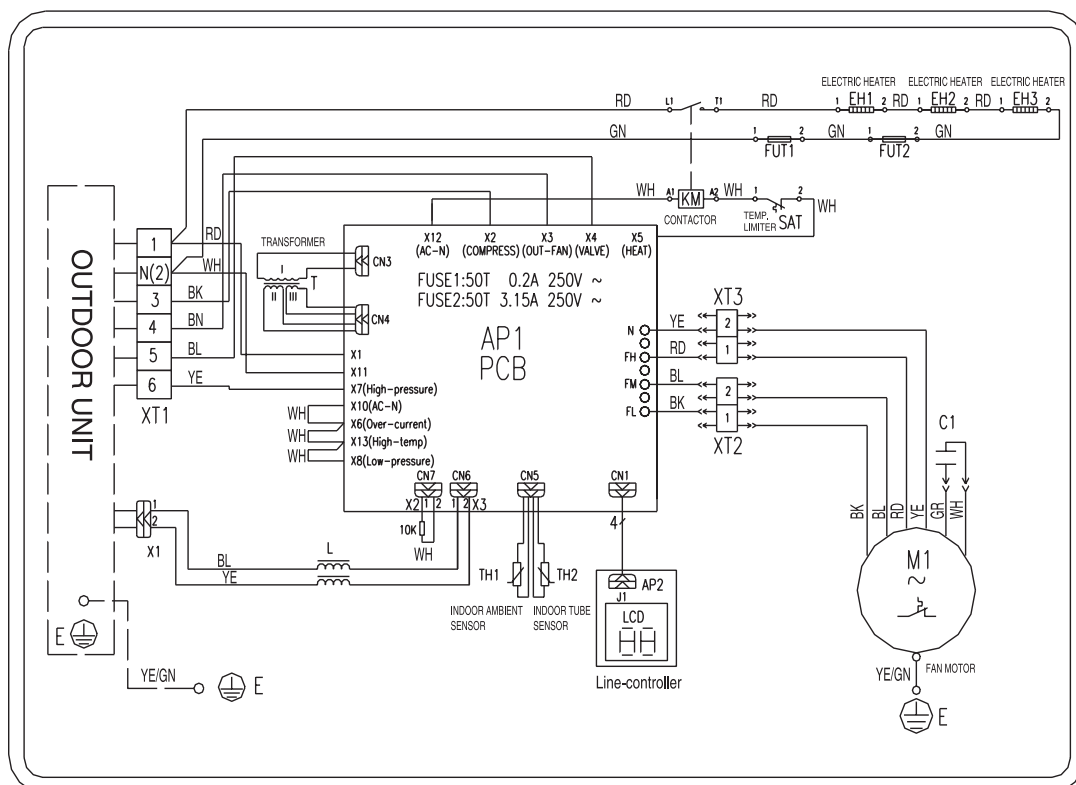 ELECTRIC HEATER ELECTRIC HEATER ELECTRIC HEATER
RD L1 T1 RD 1 EH1 2 RD 1 EH2 2 RD 1 EH3 2
GN 1 2 GN 1 2 GN
FUT1 FUT2
WH A1 KM A2 WH 1 2 WH
CONTACTOR TEMP. LIMITER SAT
OUTDOOR UNIT
1 RD
N(2) WH
3 BK
4 BN
5 BL
6 YE
XT1
TRANSFORMER
I
T
II III
CN3
CN4
X12 (AC-N) X2 (COMPRESS) X3 (OUT-FAN) X4 (VALVE) X5 (HEAT)
FUSE1:50T 0.2A 250V ~
FUSE2:50T 3.15A 250V ~
AP1
PCB
X1
X11
X7(High-pressure)
WH X10(AC-N)
WH X6(Over-current)
WH X13(High-temp)
X8(Low-pressure)
N YE
FH RD
FM BL
FL BK
XT3
2
1
2
1
XT2
CN7 CN6 CN5 CN1
X2 1 2 1 2 X3
10K
WH
4
1
2
X1
BL L
YE
TH1 TH2
INDOOR AMBIENT SENSOR
INDOOR TUBE SENSOR
AP2
J1
LCD
Line-controller
C1
BK BL RD YE GR WH
M1
~
FAN MOTOR
YE/GN
E
E
YE/GN E